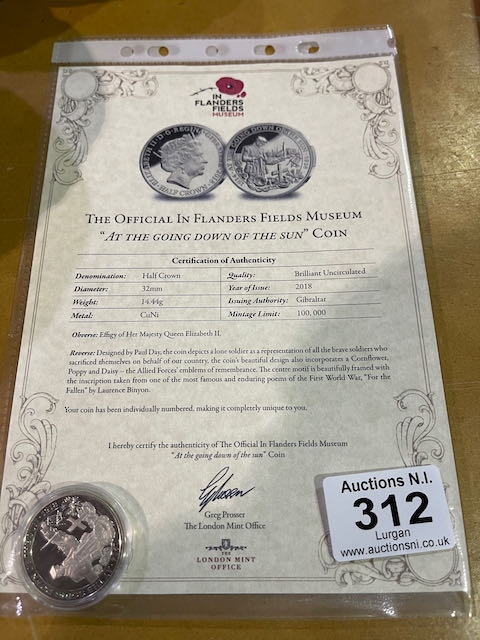 IN
FLANDERS
FIELDS
MUSEUM
ELIZABETH II · D · G · REGINA
HALF CROWN
GOING DOWN OF THE
THE OFFICIAL IN FLANDERS FIELDS MUSEUM
“AT THE GOING DOWN OF THE SUN” COIN
Certification of Authenticity
Denomination: Half Crown Quality: Brilliant Uncirculated
Diameter: 32mm Year of Issue: 2018
Weight: 14.44g Issuing Authority: Gibraltar
Metal: CuNi Mintage Limit: 100,000
Obverse: Effigy of Her Majesty Queen Elizabeth II.
Reverse: Designed by Paul Day, the coin depicts a lone soldier as a representation of all the brave soldiers who
sacrificed themselves on behalf of our country, the coin's beautiful design also incorporates a Cornflower,
Poppy and Daisy – the Allied Forces' emblems of remembrance. The centre motif is beautifully framed with
the inscription taken from one of the most famous and enduring poems of the First World War, "For the
Fallen" by Laurence Binyon.
Your coin has been individually numbered, making it completely unique to you.
I hereby certify the authenticity of The Official In Flanders Fields Museum
"At the going down of the sun" Coin
Greg Prosser
The London Mint Office
THE
LONDON MINT
OFFICE
Auctions N.I.
312
Lurgan
www.auctionsni.co.uk